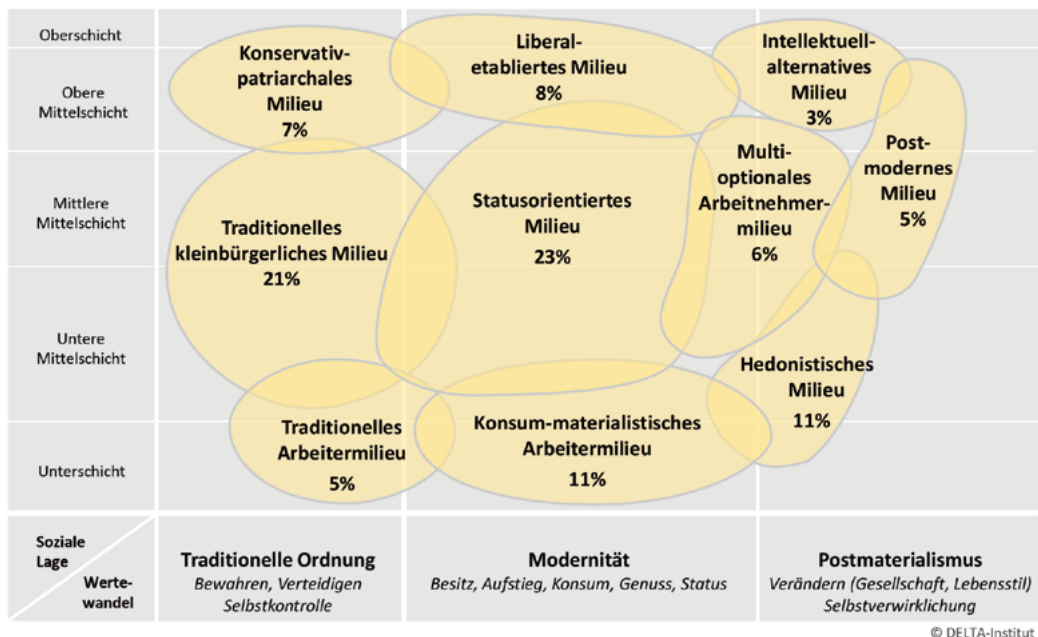 Oberschicht
Obere
Mittelschicht
Mittlere
Mittelschicht
Untere
Mittelschicht
Unterschicht
Konservativ-
patriarchales
Milieu
7%
Liberal-
etabliertes Milieu
8%
Intellektuell-
alternatives
Milieu
3%
Post-
modernes
Milieu
5%
Multi-
optionales
Arbeitnehmer-
milieu
6%
Statusorientiertes
Milieu
23%
Traditionelles
kleinbürgerliches Milieu
21%
Hedonistisches
Milieu
11%
Traditionelles
Arbeitermilieu
5%
Konsum-materialistisches
Arbeitermilieu
11%
Soziale
Lage
Werte-
wandel
Traditionelle Ordnung
Bewahren, Verteidigen
Selbstkontrolle
Modernität
Besitz, Aufstieg, Konsum, Genuss, Status
Postmaterialismus
Verändern (Gesellschaft, Lebensstil)
Selbstverwirklichung
© DELTA-Institut